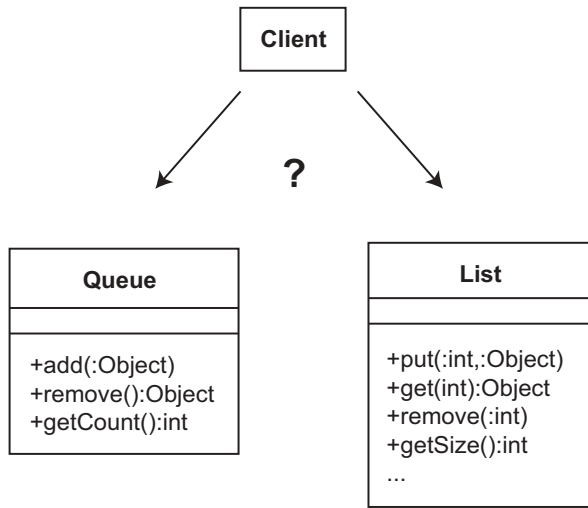 Client
?
Queue
+add(:Object)
+remove():Object
+getCount():int
List
+put(:int,:Object)
+get(int):Object
+remove(:int)
+getSize():int
...